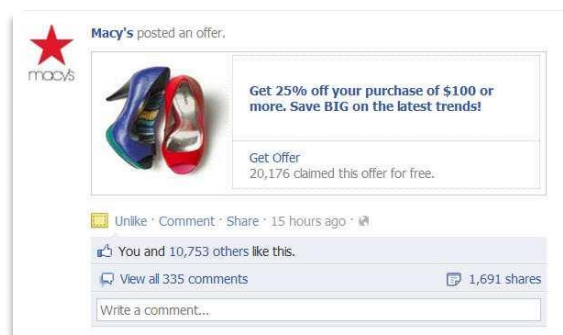 Macy's posted an offer.
macy's
Get 25% off your purchase of $100 or
more. Save BIG on the latest trends!
Get Offer
20,176 claimed this offer for free.
Unlike · Comment · Share · 15 hours ago ·
You and 10,753 others like this.
View all 335 comments
1,691 shares
Write a comment...